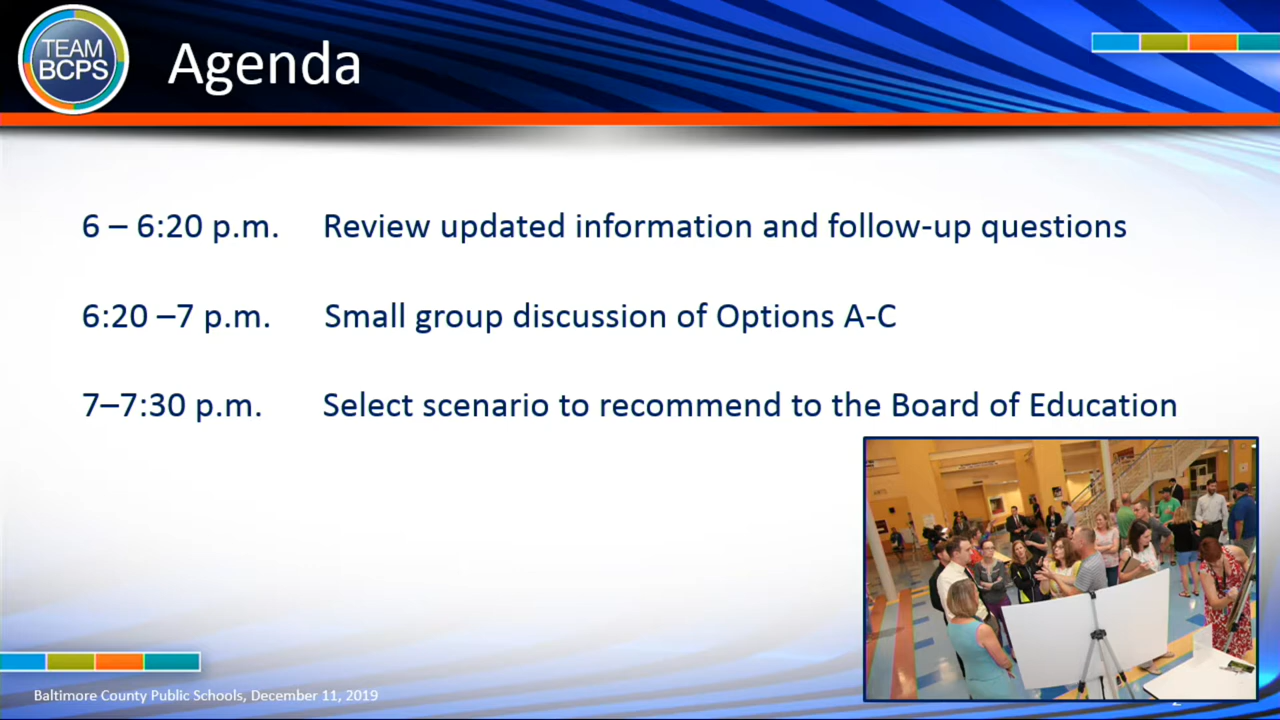 TEAM
BCPS
Agenda
6 – 6:20 p.m. Review updated information and follow-up questions
6:20 –7 p.m. Small group discussion of Options A-C
7–7:30 p.m. Select scenario to recommend to the Board of Education
Baltimore County Public Schools, December 11, 2019